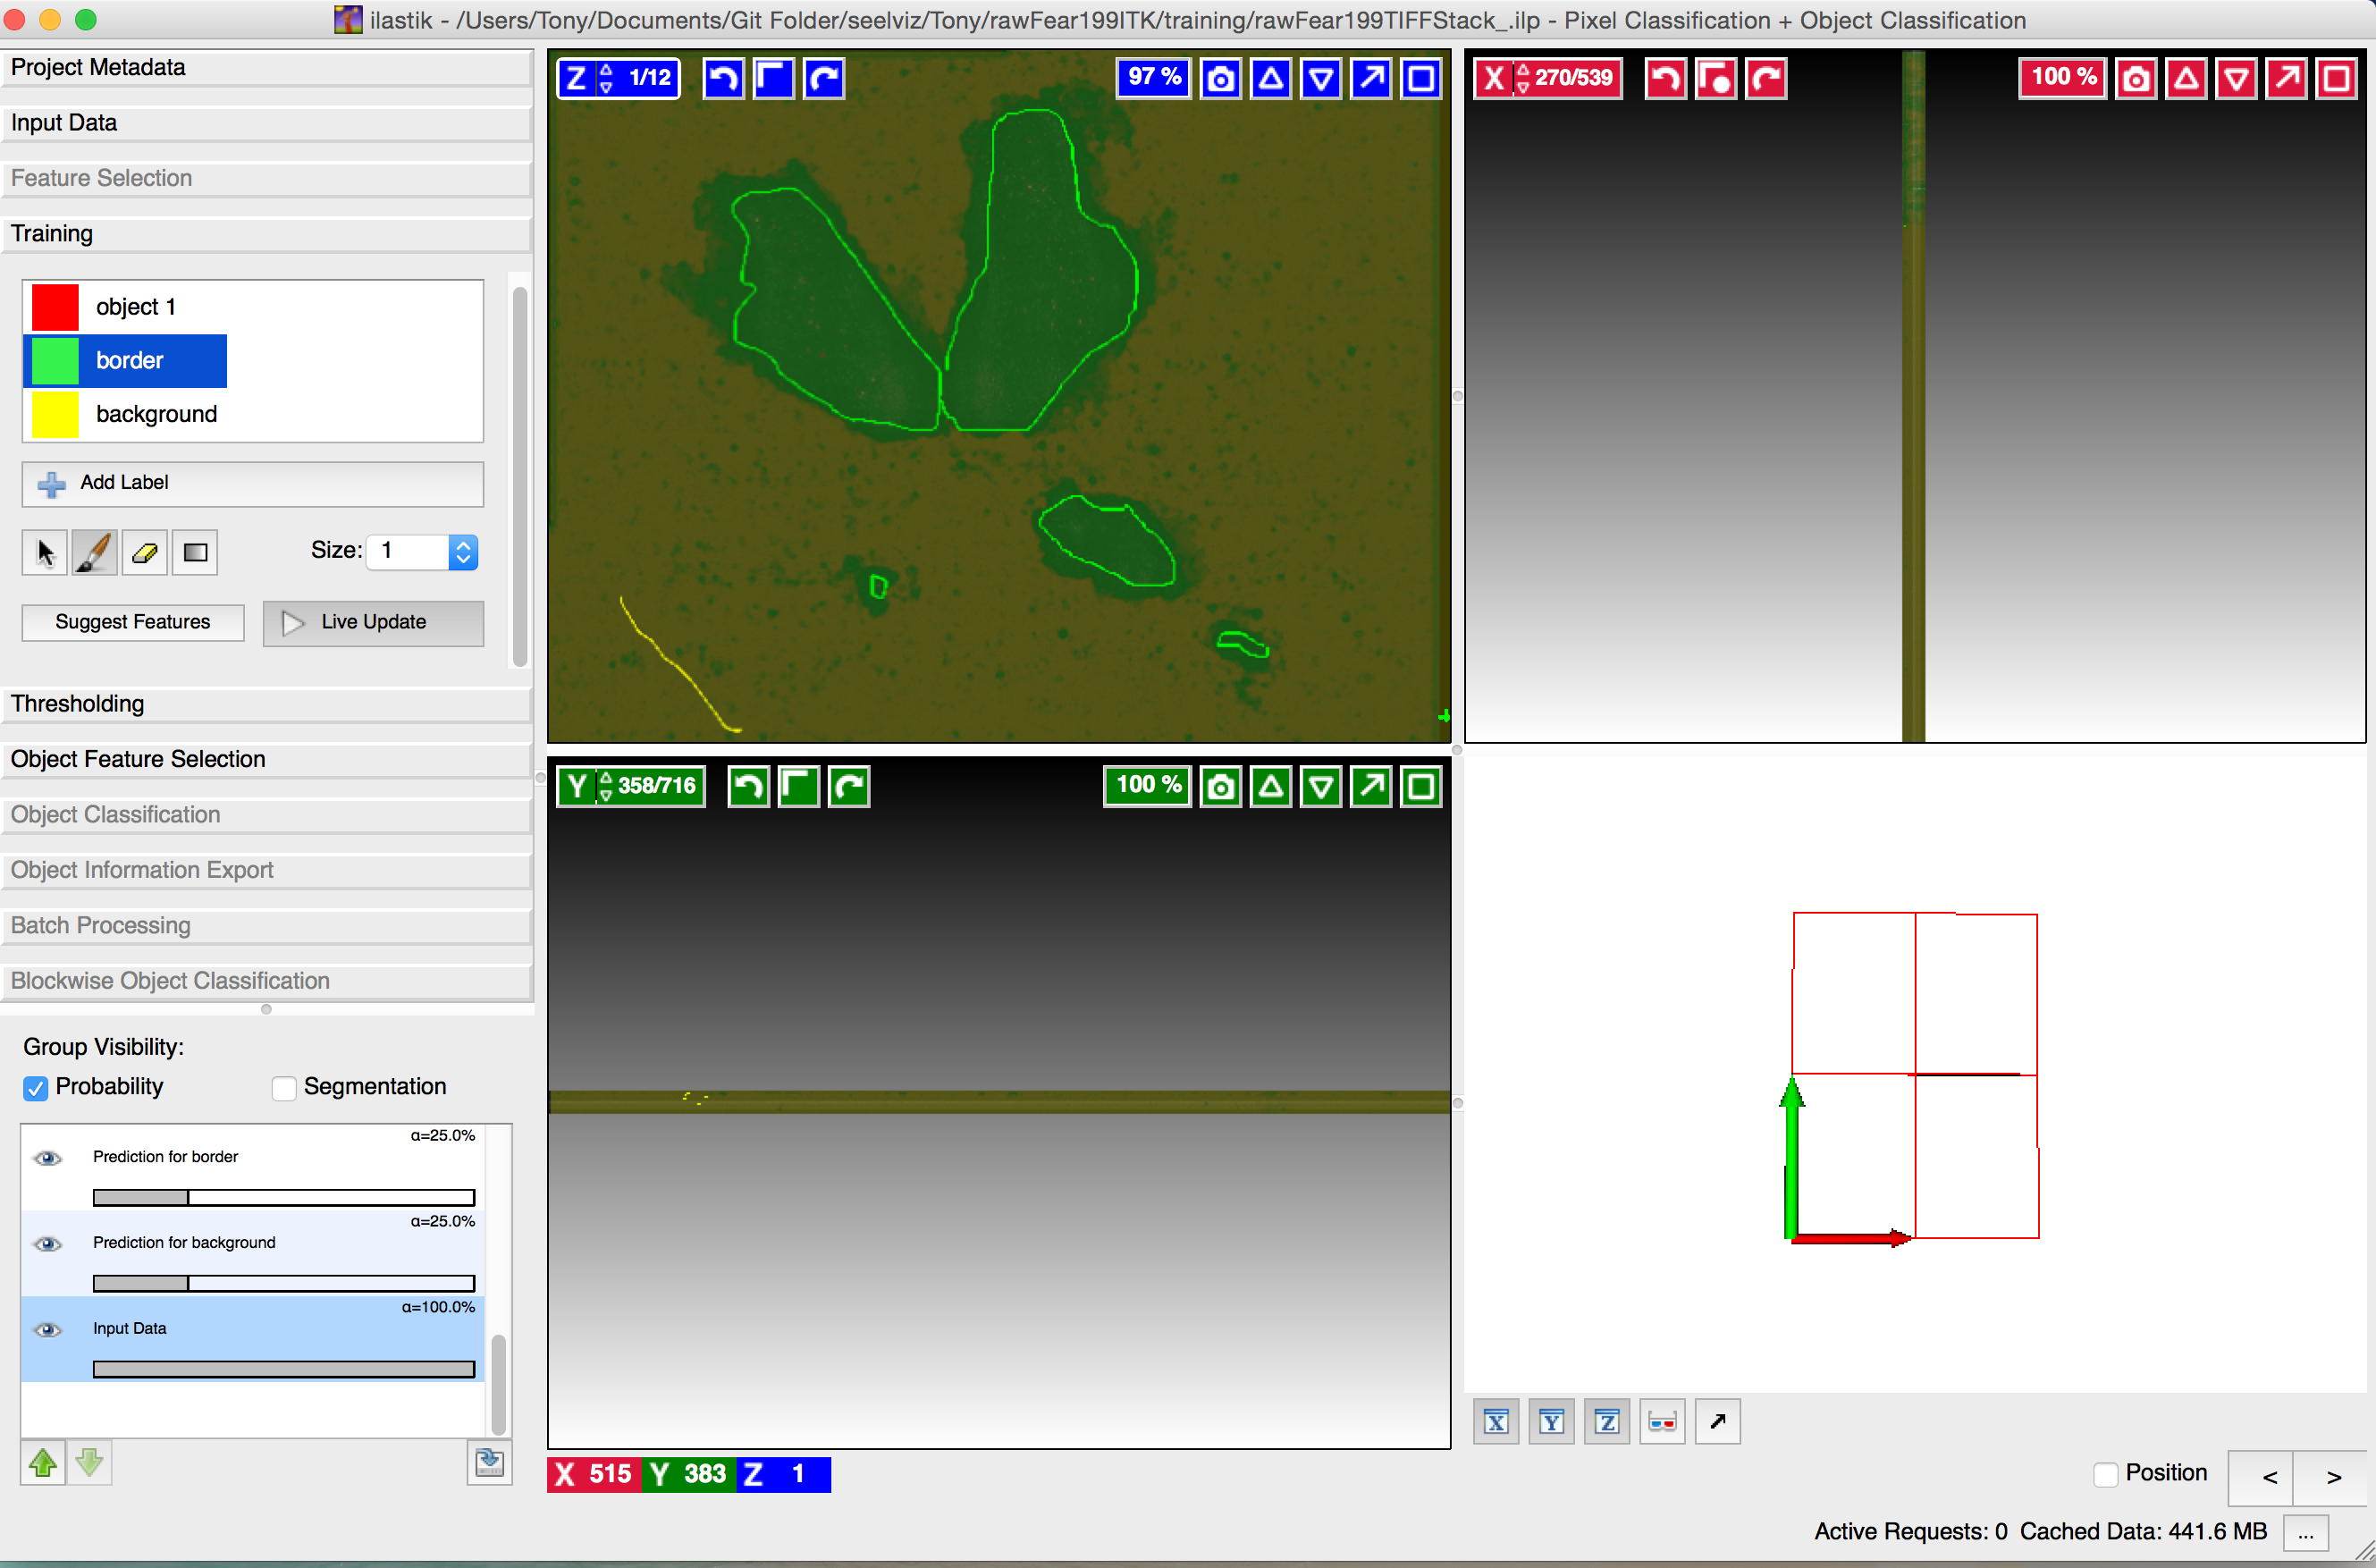 ilastik - /Users/Tony/Documents/Git Folder/seelviz/Tony/rawFear199ITK/training/rawFear199TIFFStack_.ilp - Pixel Classification + Object Classification
Project Metadata
Input Data
Feature Selection
Training
object 1
border
background
Add Label
Size: 1
Suggest Features
Live Update
Thresholding
Object Feature Selection
Object Classification
Object Information Export
Batch Processing
Blockwise Object Classification
Group Visibility:
Probability
Segmentation
α=25.0%
Prediction for border
α=25.0%
Prediction for background
α=100.0%
Input Data
Z 1/12
97 %
X 270/539
100 %
Y 358/716
100 %
X 515 Y 383 Z 1
X Y Z
Position
< >
Active Requests: 0 Cached Data: 441.6 MB ...